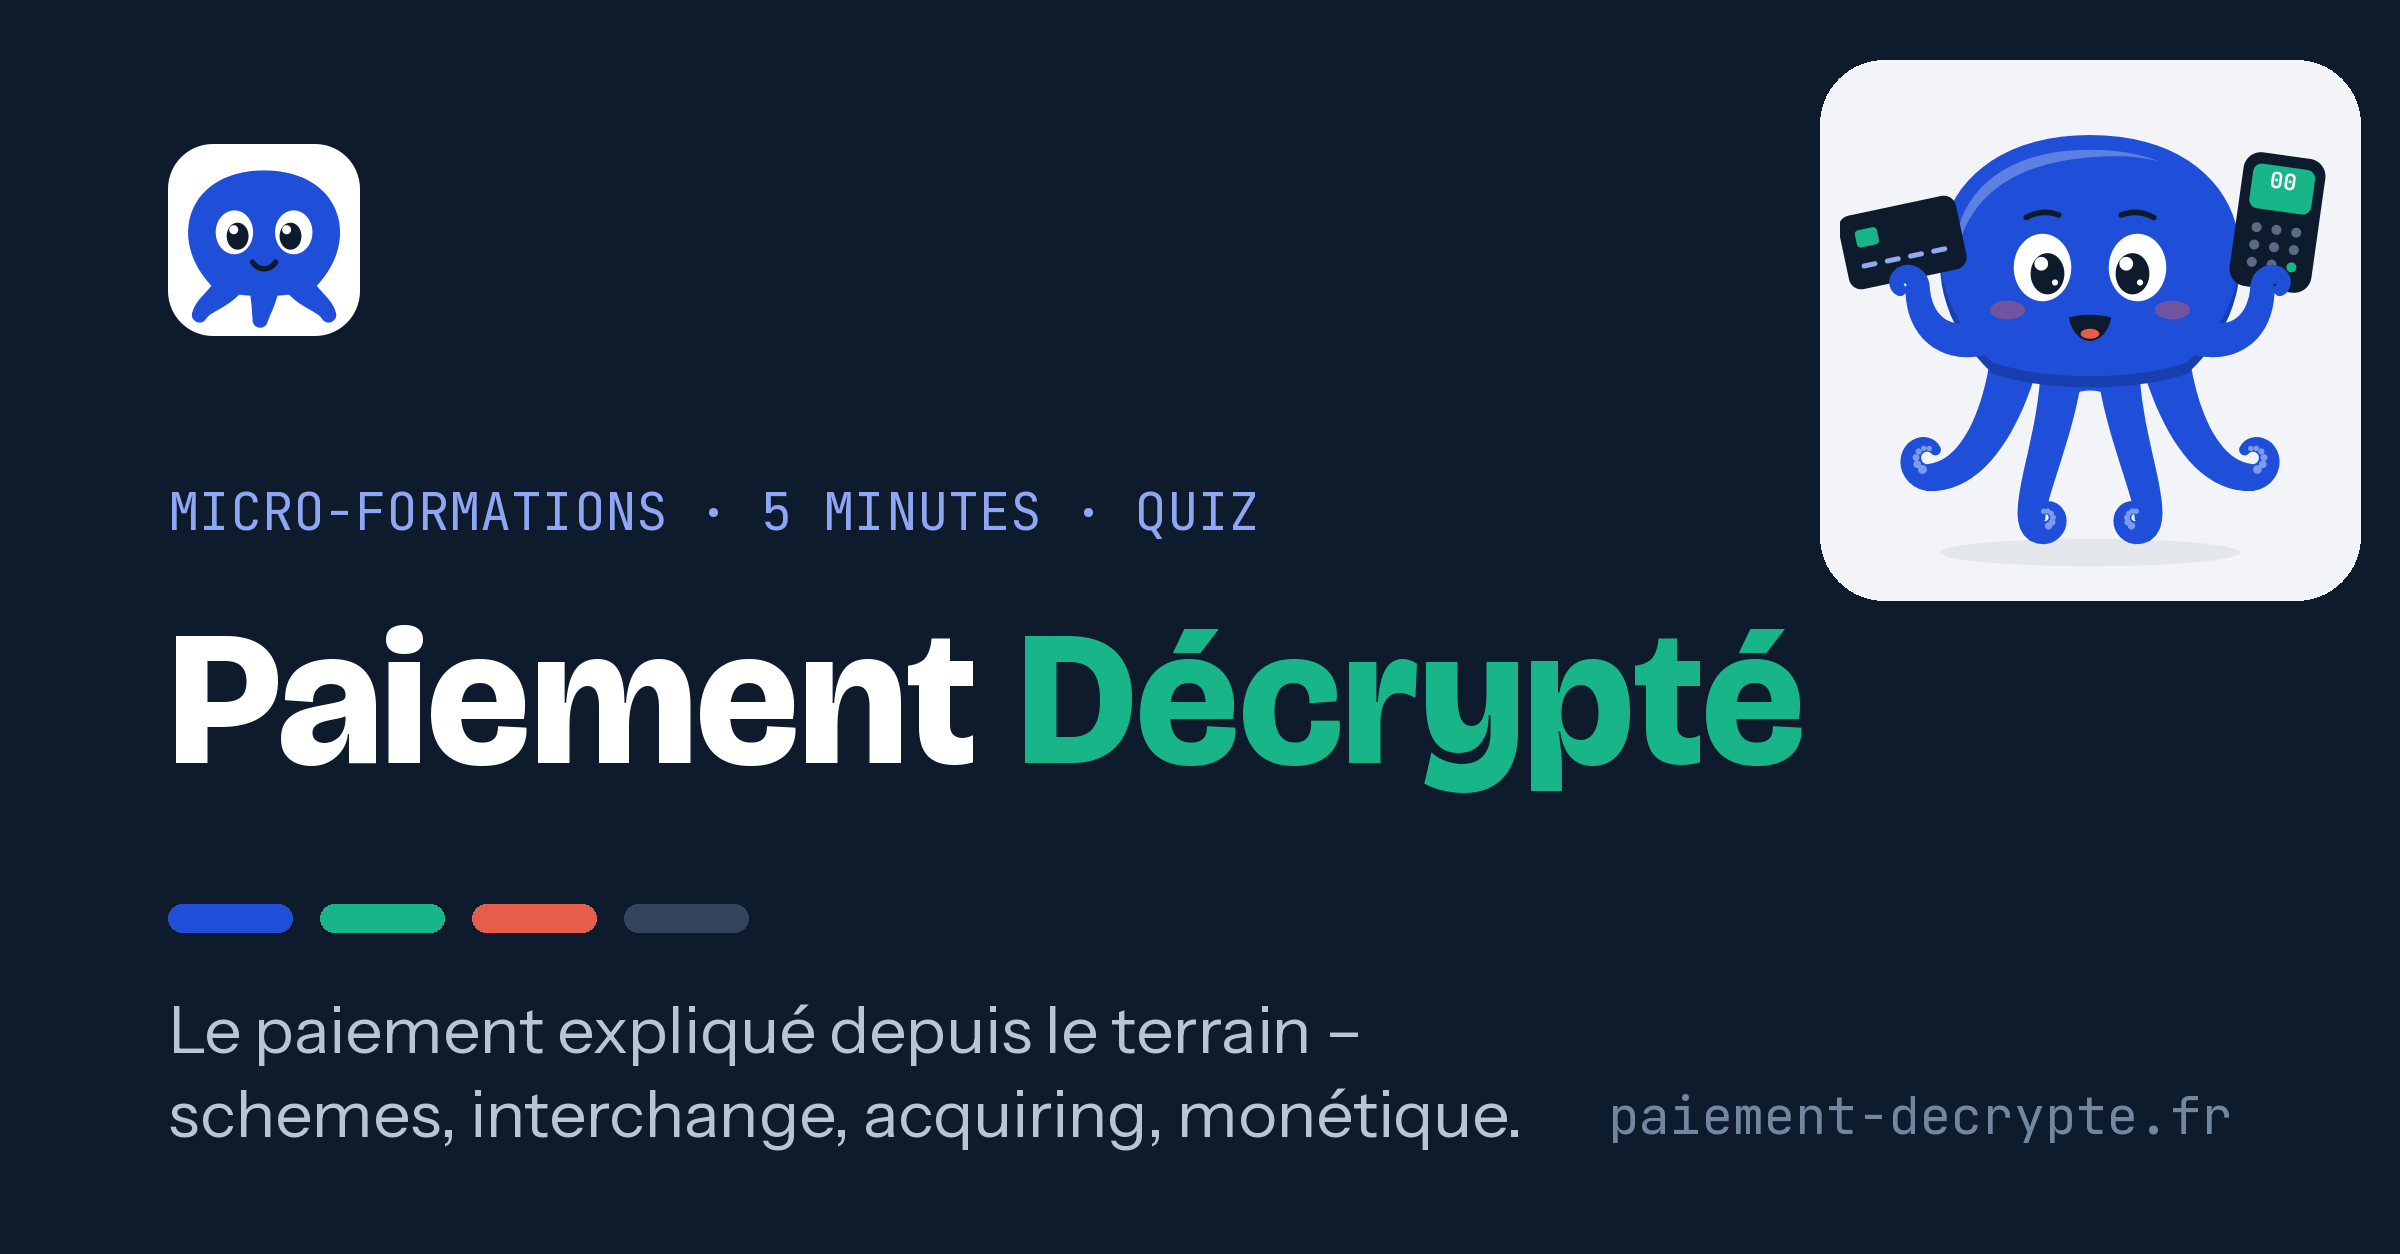 00
MICRO-FORMATIONS · 5 MINUTES · QUIZ
Paiement Décrypté
Le paiement expliqué depuis le terrain –
schemes, interchange, acquiring, monétique.
paiement-decrypte.fr